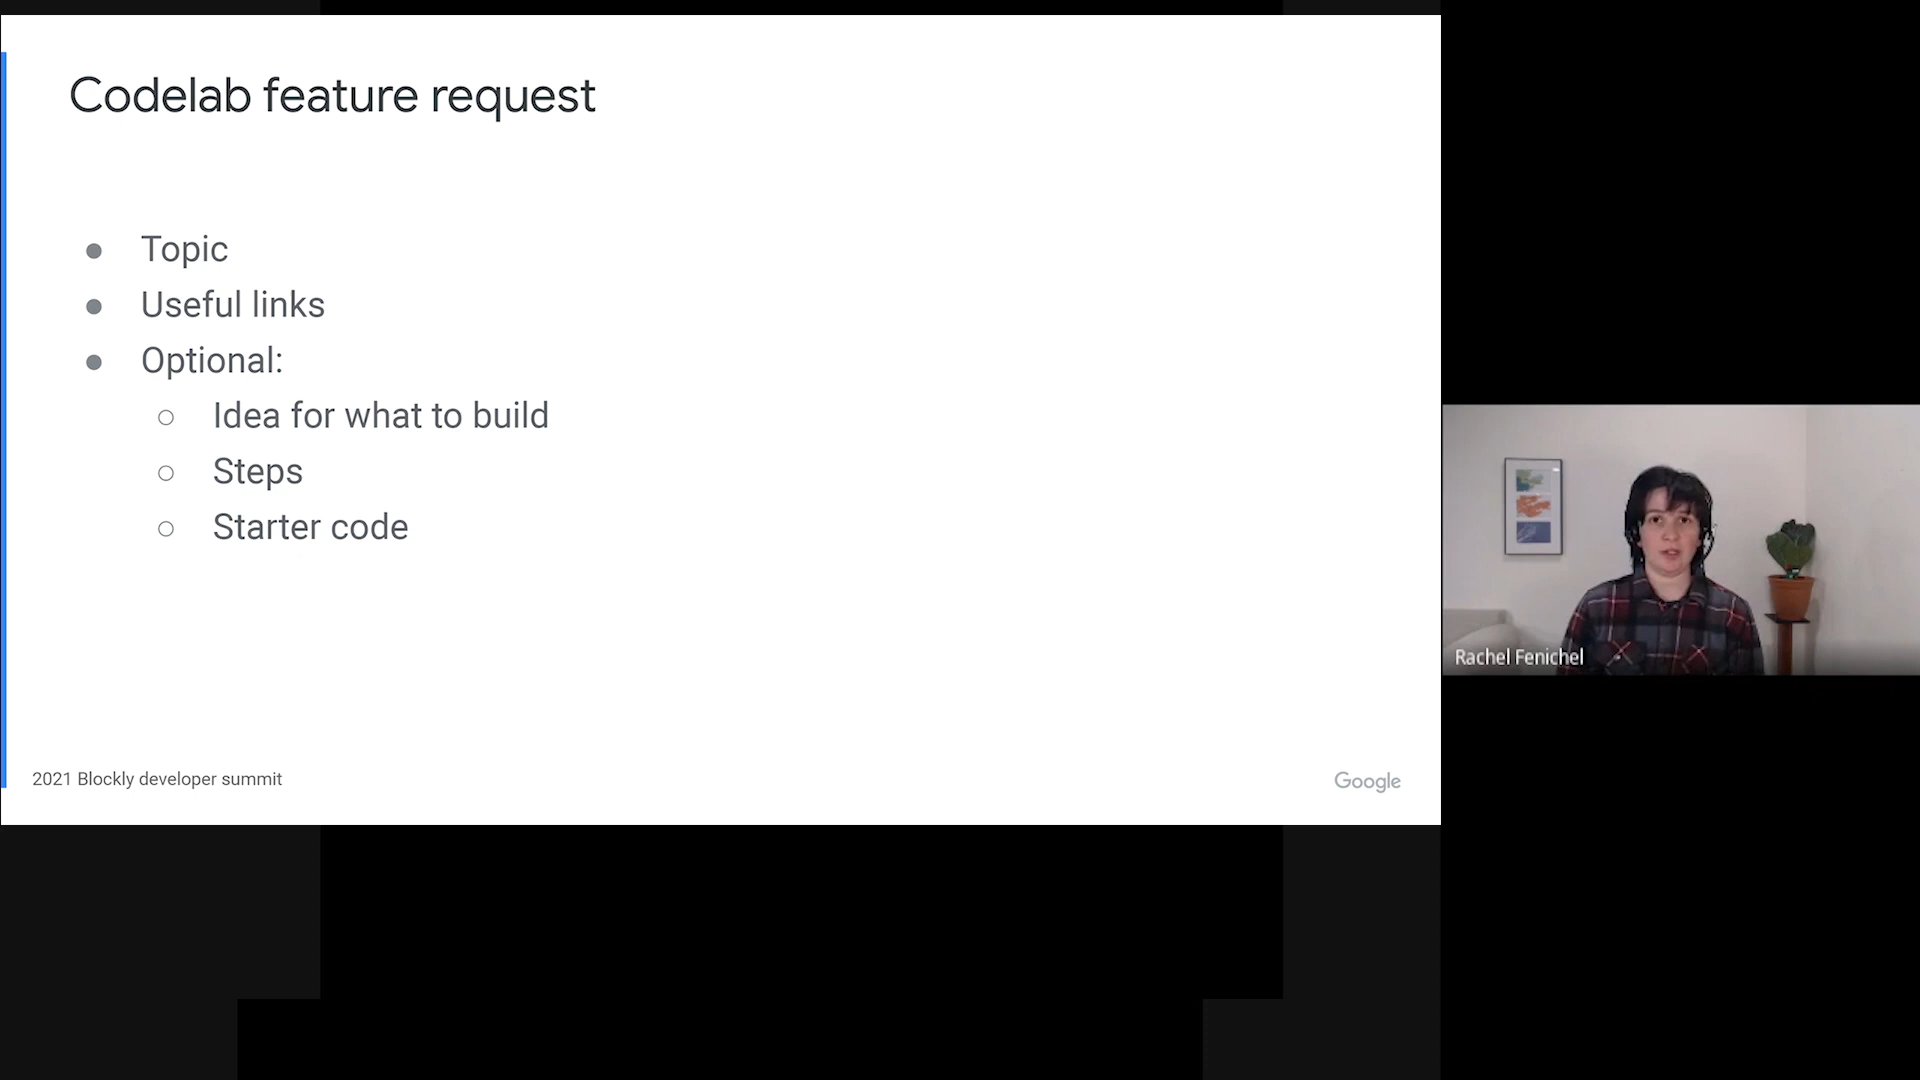 Codelab feature request
● Topic
● Useful links
● Optional:
○ Idea for what to build
○ Steps
○ Starter code
2021 Blockly developer summit
Google
Rachel Fenichel